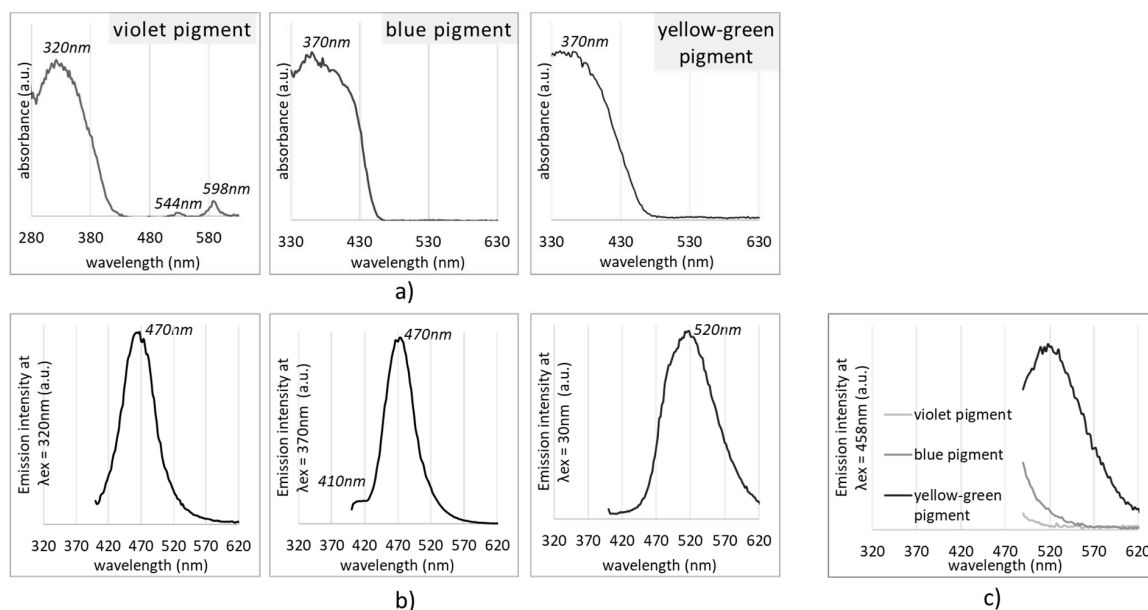 violet pigment
320nm
absorbance (a.u.)
544nm
598nm
280 380 480 580
wavelength (nm)
blue pigment
370nm
absorbance (a.u.)
330 430 530 630
wavelength (nm)
yellow-green
pigment
370nm
absorbance (a.u.)
330 430 530 630
wavelength (nm)
a)
Emission intensity at
λex = 320nm (a.u.)
470nm
320 370 420 470 520 570 620
wavelength (nm)
Emission intensity at
λex = 370nm (a.u.)
470nm
410nm
320 370 420 470 520 570 620
wavelength (nm)
Emission intensity at
λex = 30nm (a.u.)
520nm
320 370 420 470 520 570 620
wavelength (nm)
b)
Emission intensity at
λex = 458nm (a.u.)
violet pigment
blue pigment
yellow-green
pigment
320 370 420 470 520 570 620
wavelength (nm)
c)